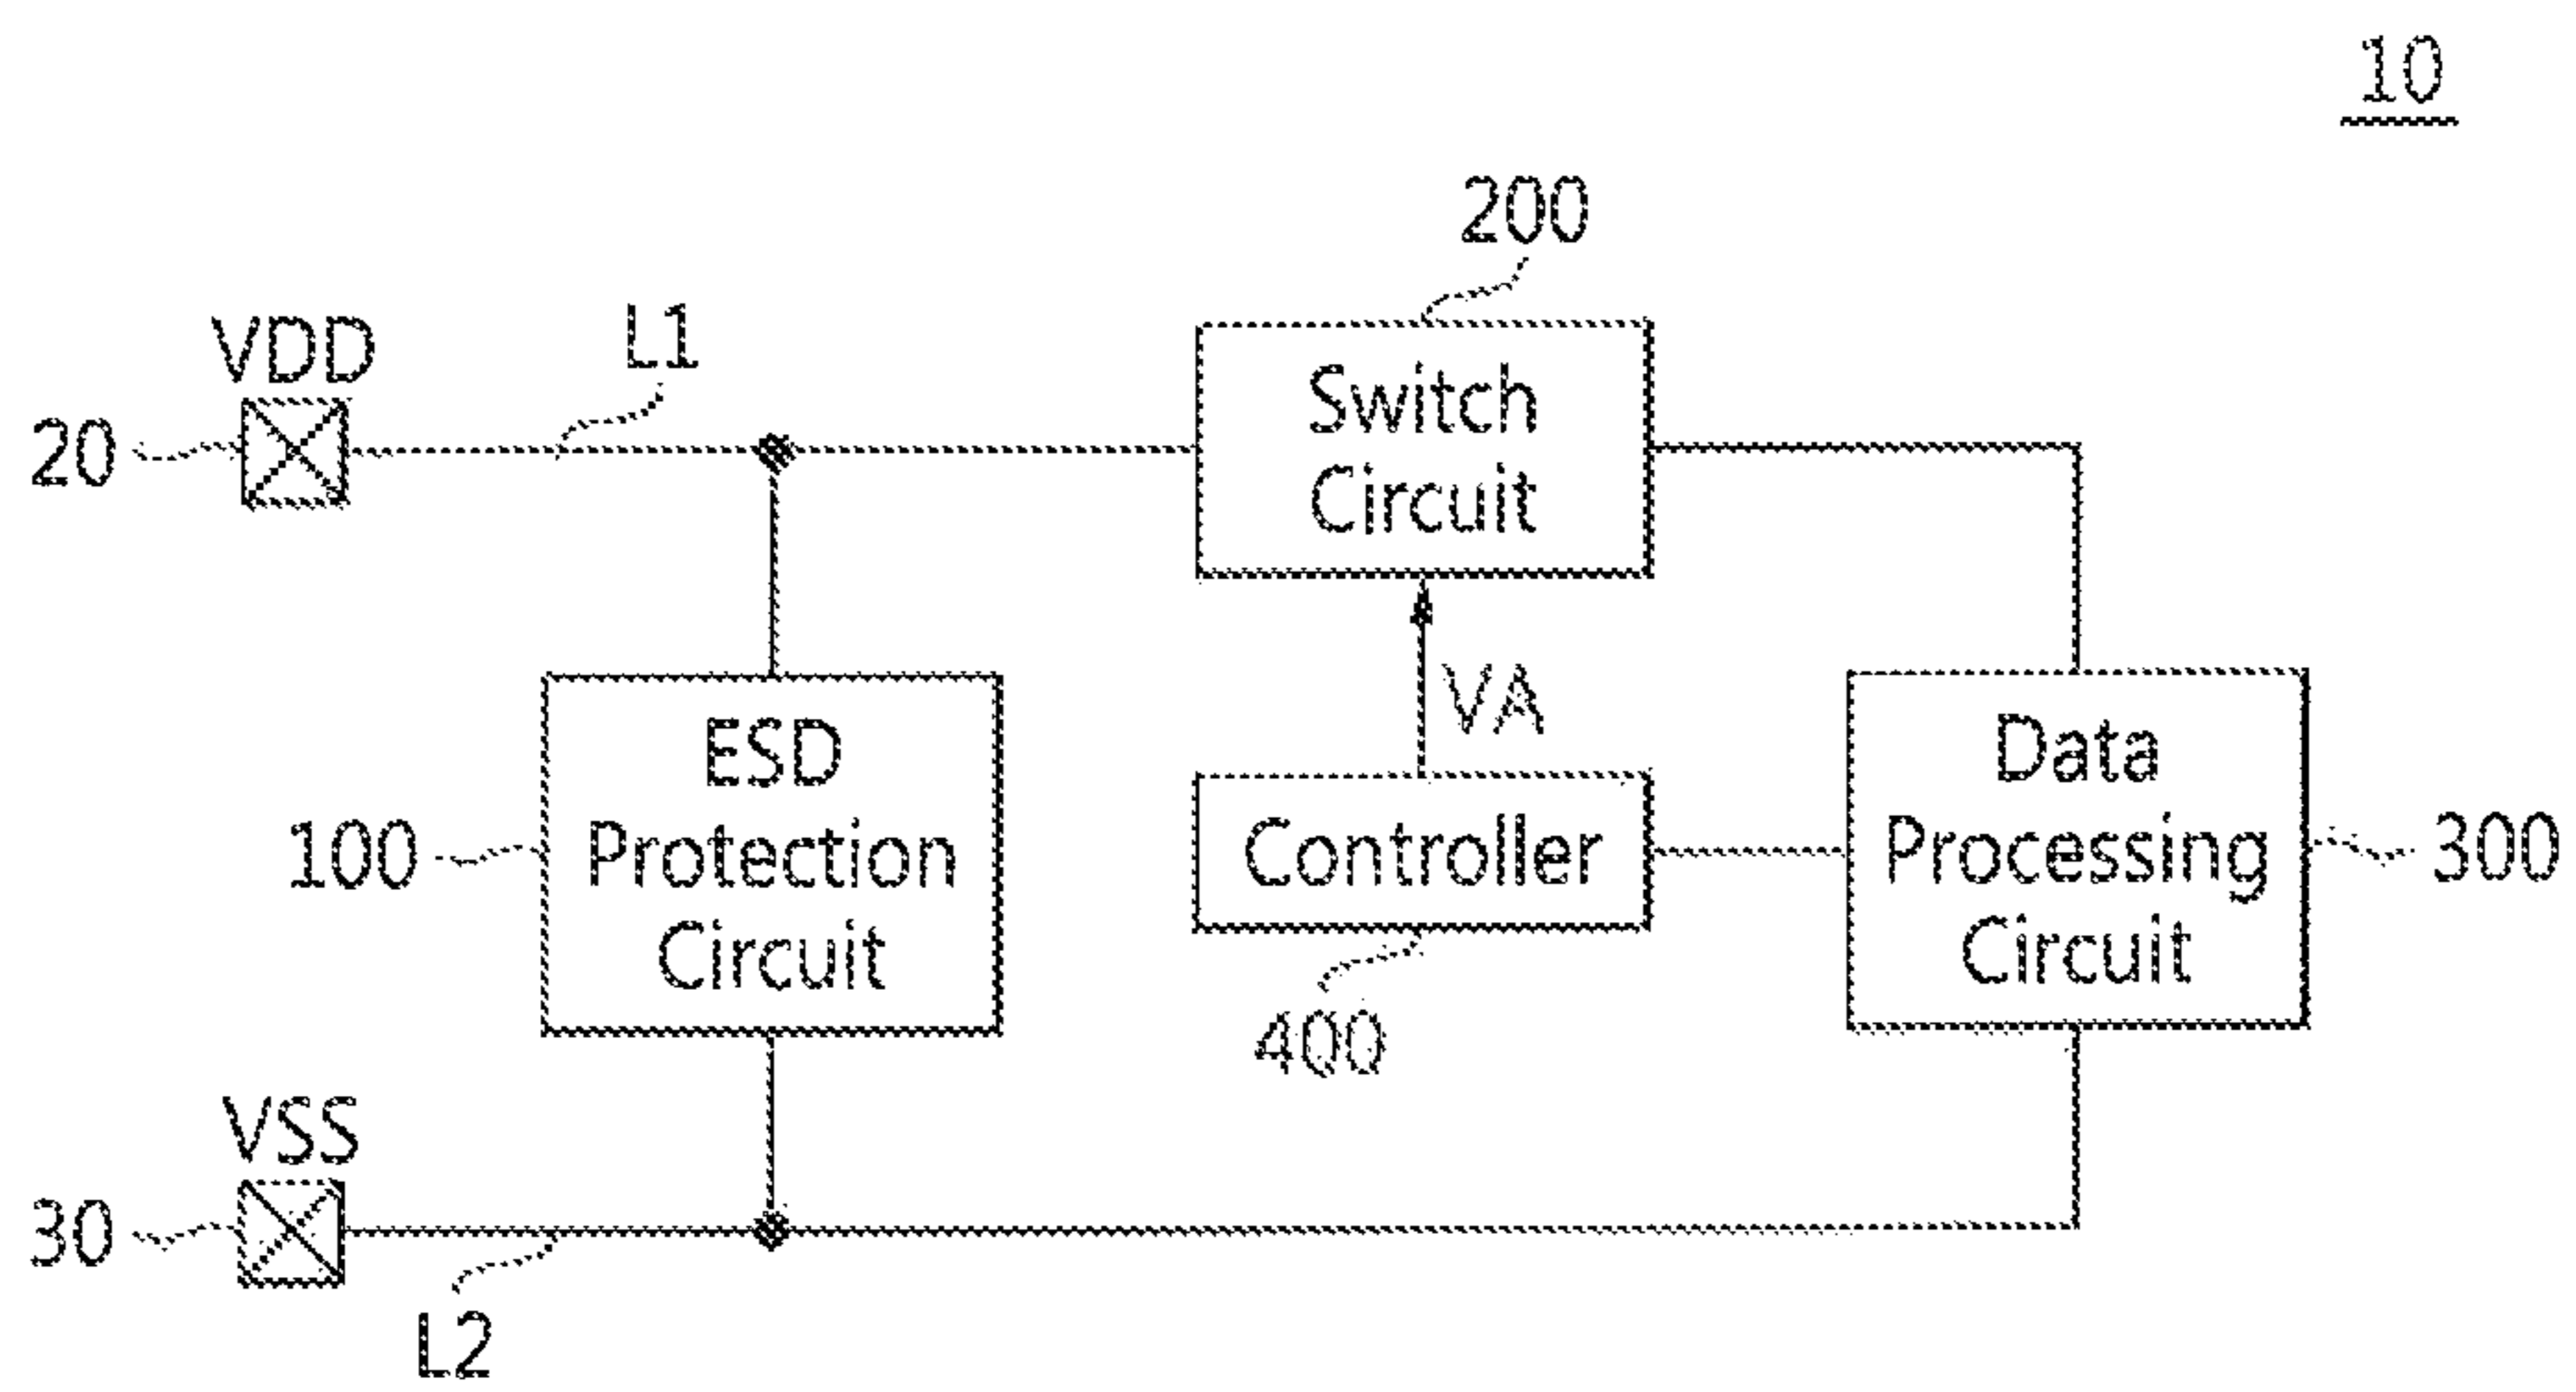 10
200
VDD
L1
20
Switch
Circuit
VA
ESD
Protection
Circuit
100
Controller
400
Data
Processing
Circuit
300
VSS
30
L2